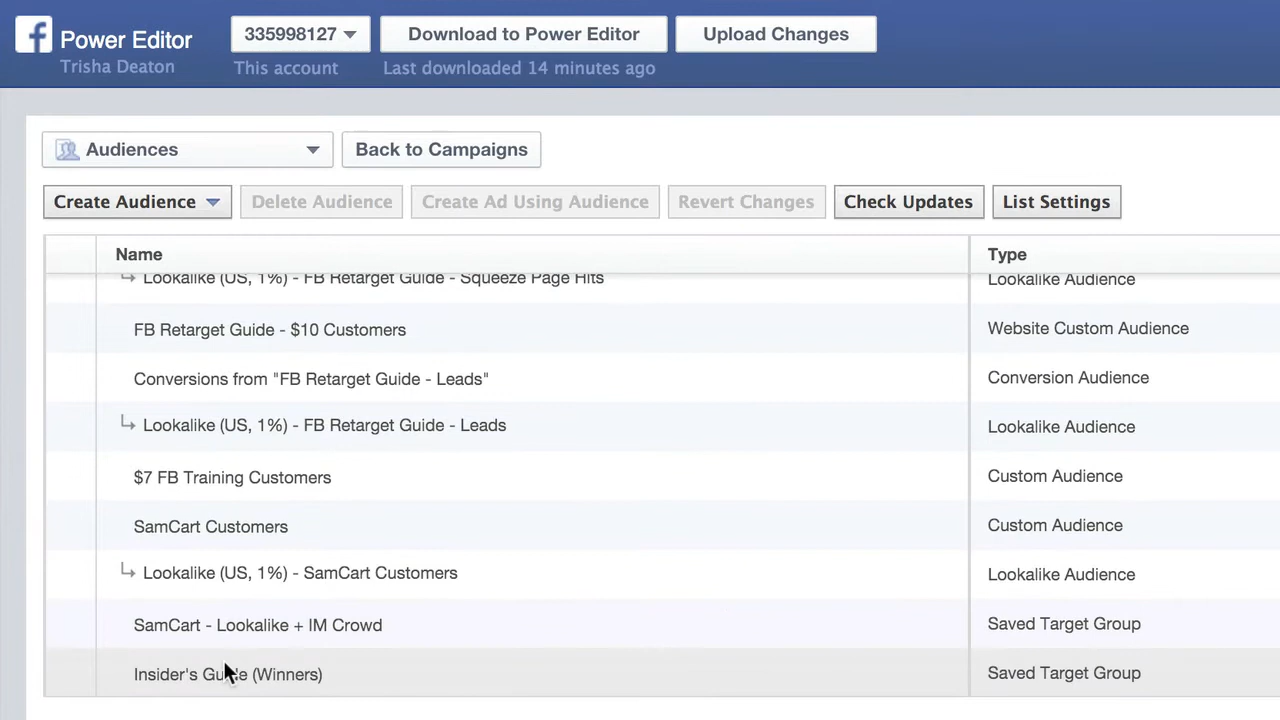 Power Editor
Trisha Deaton
335998127
This account
Download to Power Editor
Last downloaded 14 minutes ago
Upload Changes
Audiences
Back to Campaigns
Create Audience
Delete Audience
Create Ad Using Audience
Revert Changes
Check Updates
List Settings
Name Type
Lookalike (US, 1%) - FB Retarget Guide - Squeeze Page Hits Lookalike Audience
FB Retarget Guide - $10 Customers Website Custom Audience
Conversions from "FB Retarget Guide - Leads" Conversion Audience
Lookalike (US, 1%) - FB Retarget Guide - Leads Lookalike Audience
$7 FB Training Customers Custom Audience
SamCart Customers Custom Audience
Lookalike (US, 1%) - SamCart Customers Lookalike Audience
SamCart - Lookalike + IM Crowd Saved Target Group
Insider's Guide (Winners) Saved Target Group